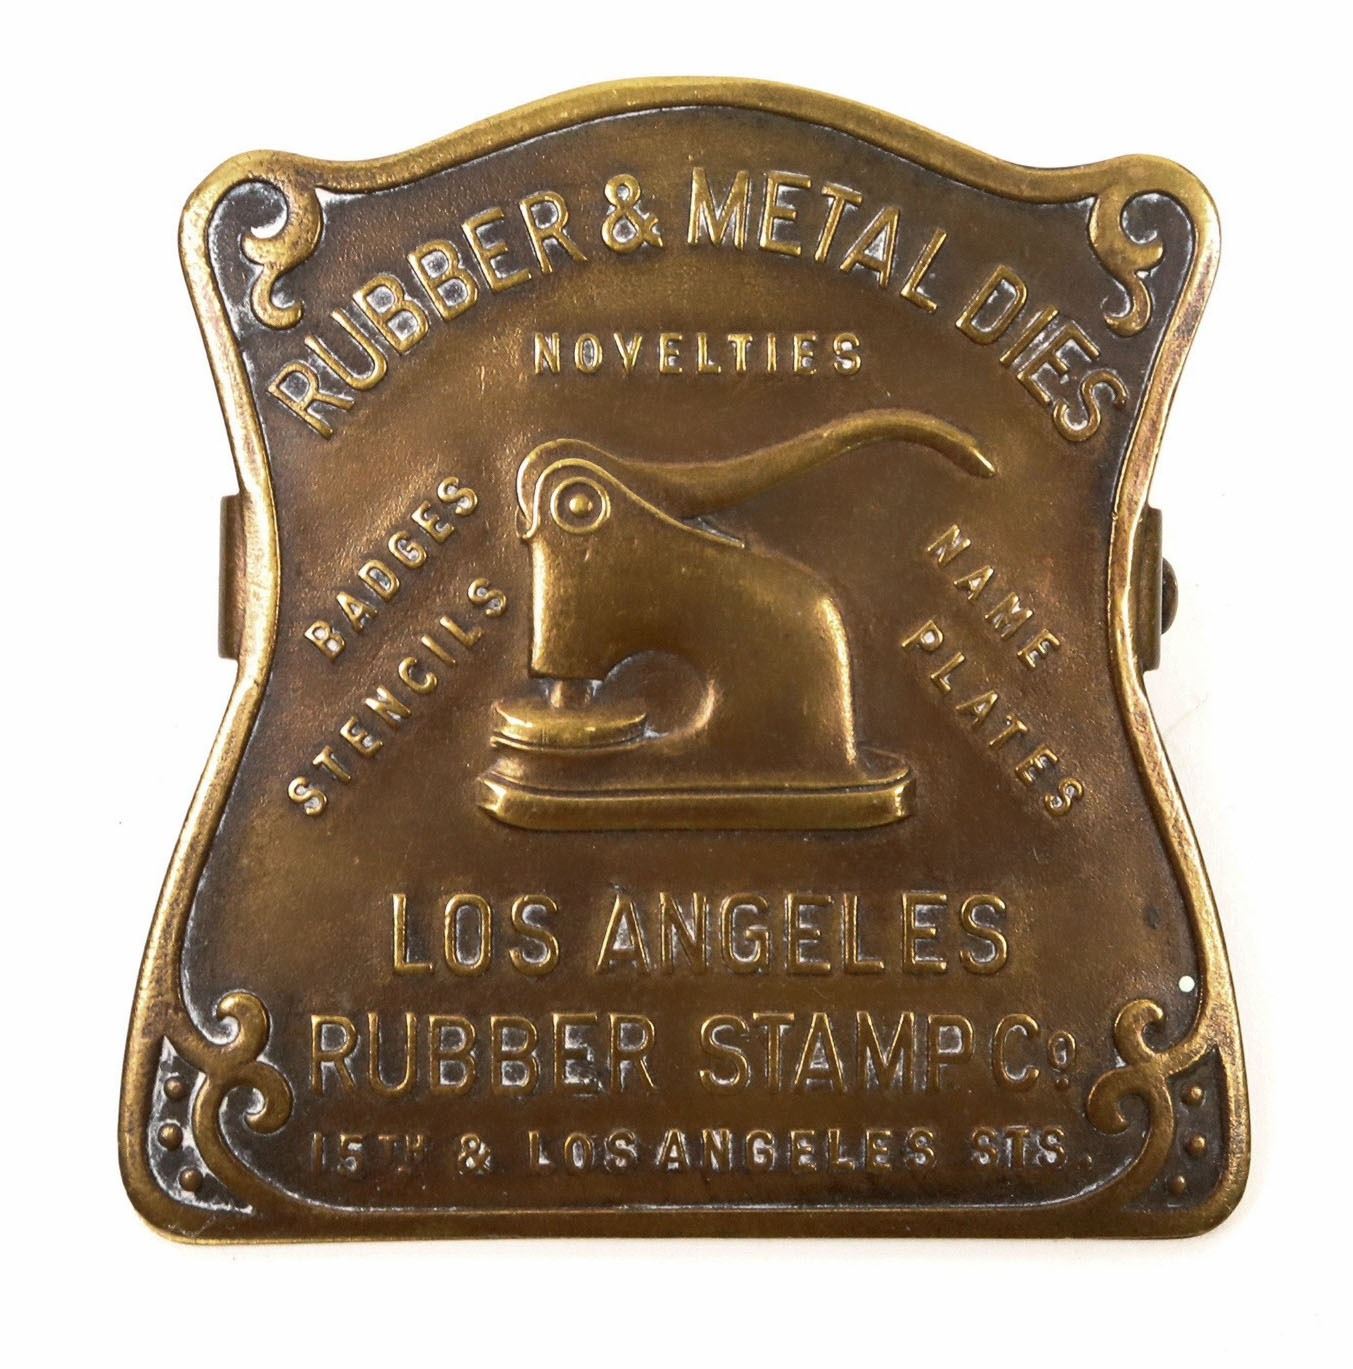 RUBBER & METAL DIES
NOVELTIES
BADGES
STENCILS
NAME
PLATES
LOS ANGELES
RUBBER STAMP Co
15TH & LOS ANGELES STS.